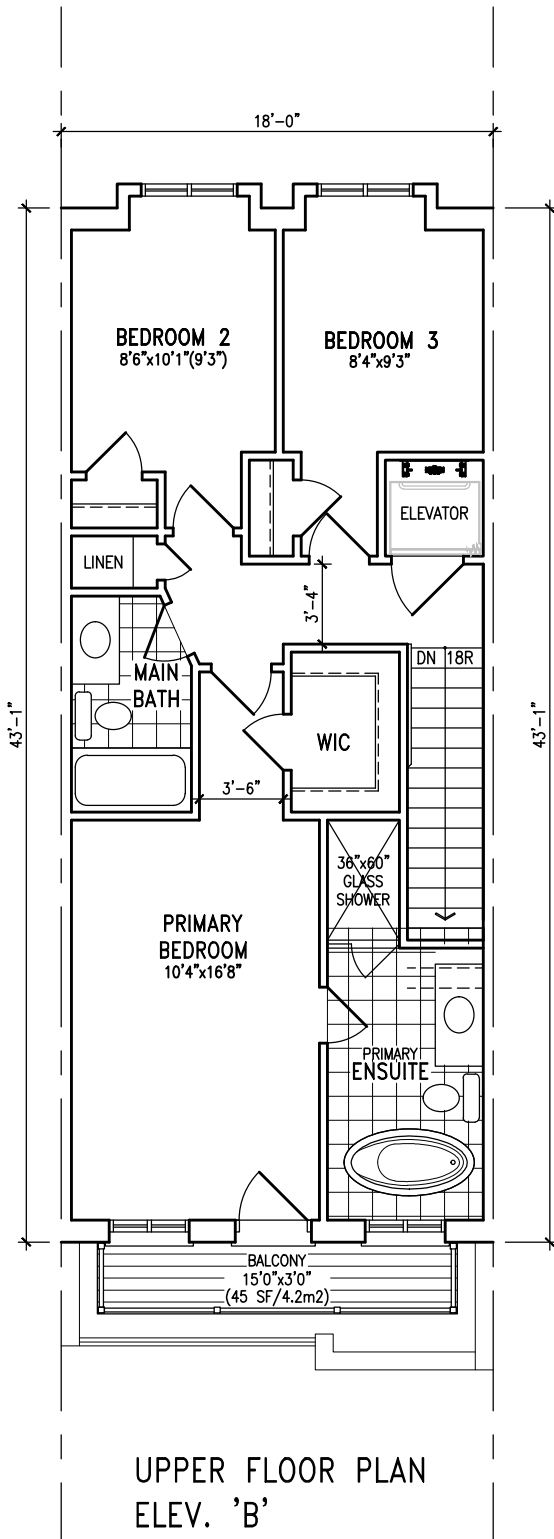 18'-0"
BEDROOM 2
8'6"x10'1"(9'3")
BEDROOM 3
8'4"x9'3"
ELEVATOR
LINEN
3'-4"
MAIN
BATH
DN 18R
WIC
43'-1"
43'-1"
3'-6"
36"x60"
GLASS
SHOWER
PRIMARY
BEDROOM
10'4"x16'8"
PRIMARY
ENSUITE
BALCONY
15'0"x3'0"
(45 SF/4.2m2)
UPPER FLOOR PLAN
ELEV. 'B'